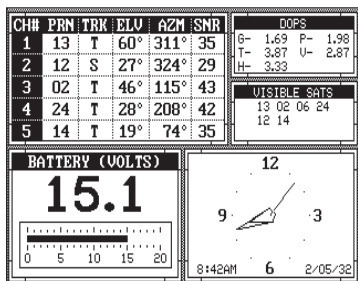 CH# PRN TRK ELV AZM SNR
1 13 T 60° 311° 35
2 12 S 27° 324° 29
3 02 T 46° 115° 43
4 24 T 28° 208° 42
5 14 T 19° 74° 35
DOPS
G- 1.69 P- 1.98
T- 3.87 V- 2.87
H- 3.33
VISIBLE SATS
13 02 06 24
12 14
BATTERY (VOLTS)
15.1
0 5 10 15 20
12
9 3
6
8:42AM 2/05/32